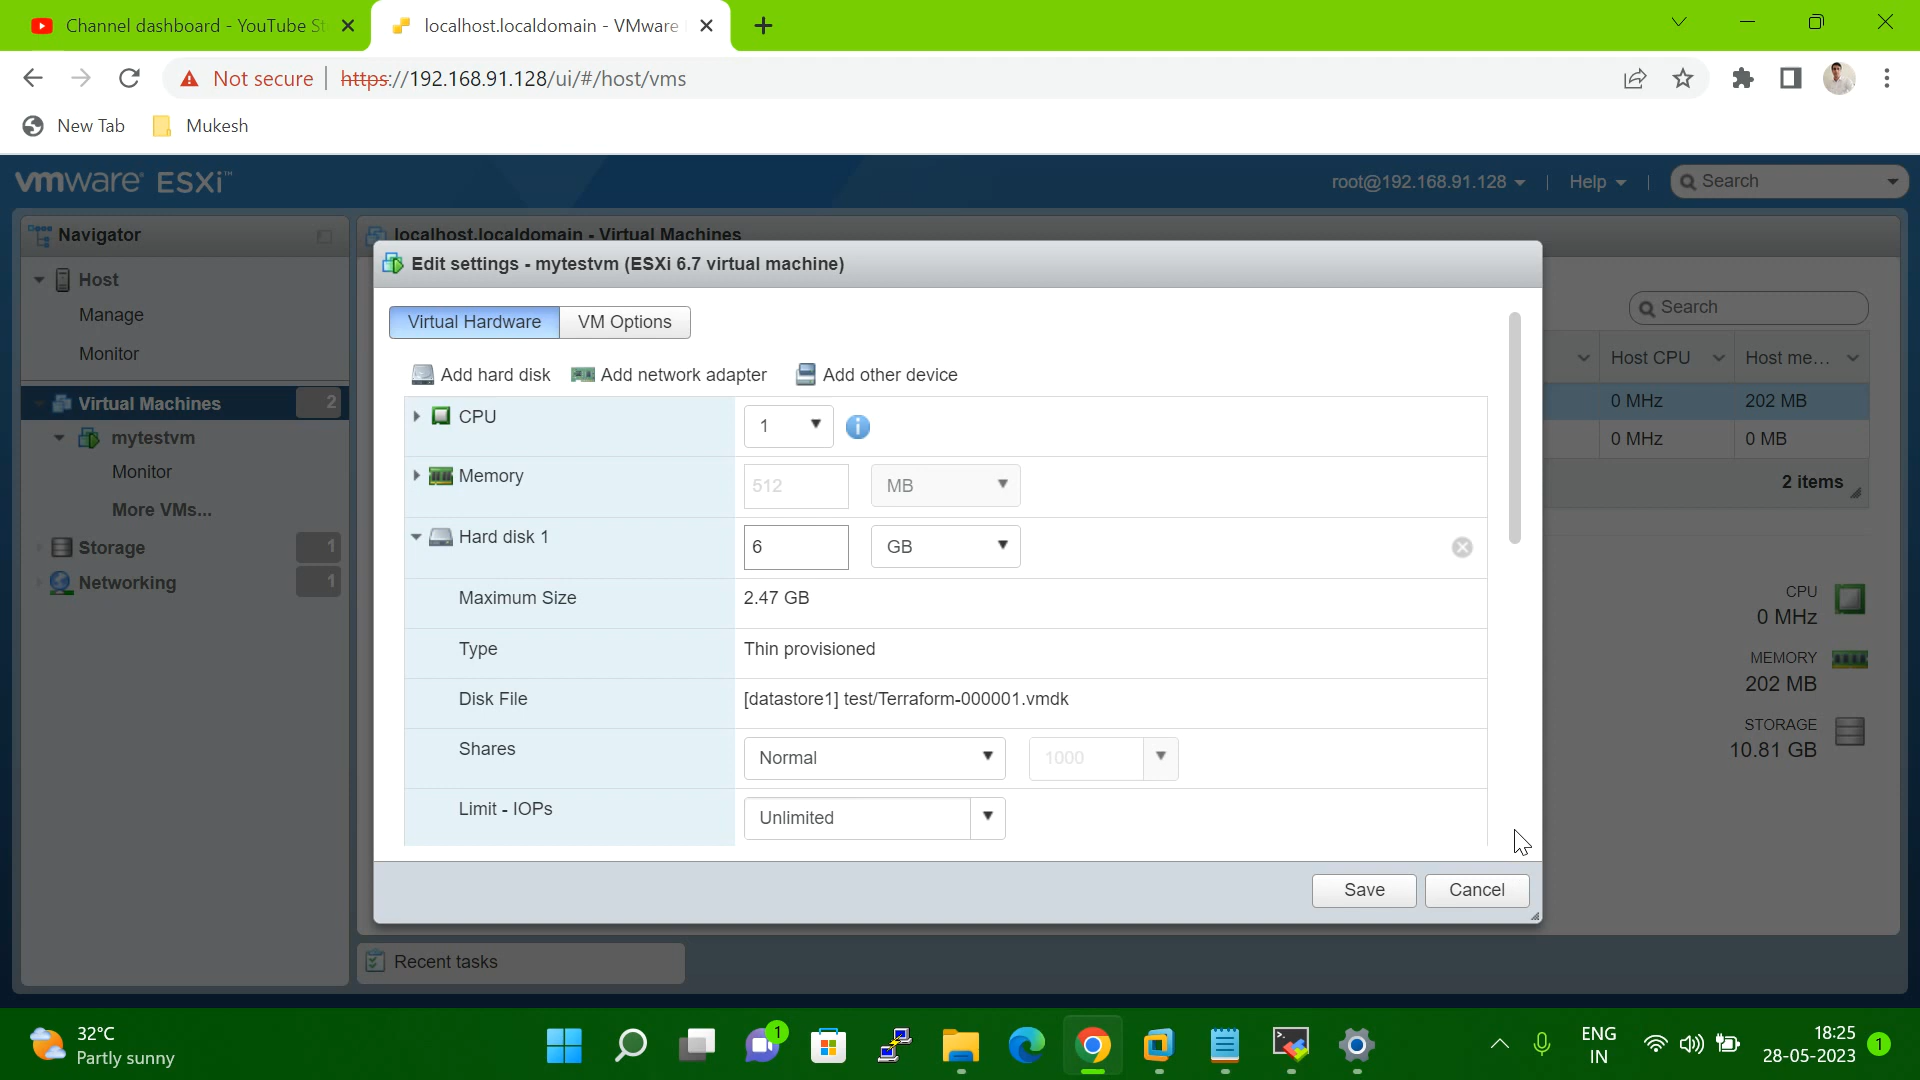 Channel dashboard - YouTube St
localhost.localdomain - VMware
Not secure
https://192.168.91.128/ui/#/host/vms
New Tab
Mukesh
vmware ESXi™
root@192.168.91.128
Help
Search
Navigator
localhost.localdomain - Virtual Machines
Edit settings - mytestvm (ESXi 6.7 virtual machine)
Host
Manage
Monitor
Virtual Machines 2
mytestvm
Monitor
More VMs...
Storage 1
Networking 1
Virtual Hardware
VM Options
Add hard disk
Add network adapter
Add other device
CPU 1
Memory 512 MB
Hard disk 1 6 GB
Maximum Size 2.47 GB
Type Thin provisioned
Disk File [datastore1] test/Terraform-000001.vmdk
Shares Normal 1000
Limit - IOPs Unlimited
Save
Cancel
Search
Host CPU Host me...
0 MHz 202 MB
0 MHz 0 MB
2 items
CPU
0 MHz
MEMORY
202 MB
STORAGE
10.81 GB
Recent tasks
32°C
Partly sunny
1
ENG
IN
18:25
28-05-2023
1